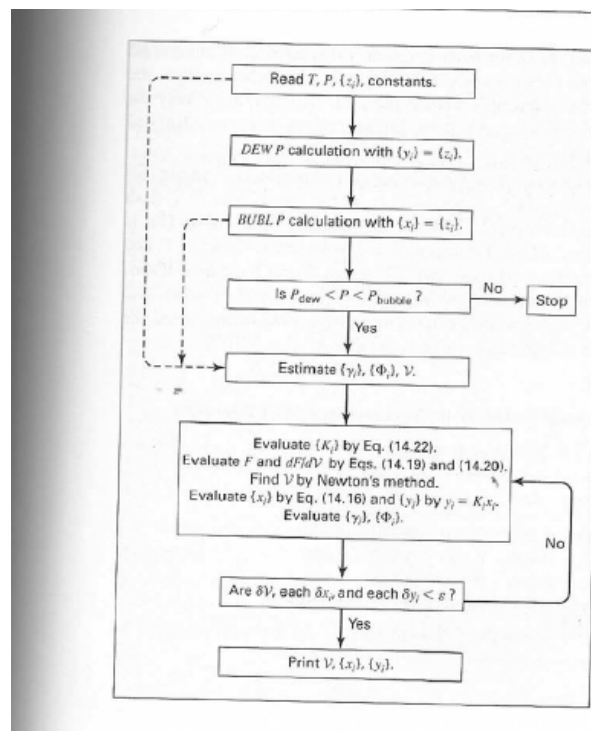 Read T, P, {zᵢ}, constants.
DEW P calculation with {yᵢ} = {zᵢ}.
BUBL P calculation with {xᵢ} = {zᵢ}.
Is P_dew < P < P_bubble ?
No
Stop
Yes
Estimate {γᵢ}, {Φᵢ}, 𝒱.
Evaluate {Kᵢ} by Eq. (14.22).
Evaluate F and dF/d𝒱 by Eqs. (14.19) and (14.20).
Find 𝒱 by Newton's method.
Evaluate {xᵢ} by Eq. (14.16) and {yᵢ} by yᵢ = Kᵢxᵢ.
Evaluate {γᵢ}, {Φᵢ}.
No
Are δ𝒱, each δxᵢ, and each δyᵢ < ε ?
Yes
Print 𝒱, {xᵢ}, {yᵢ}.